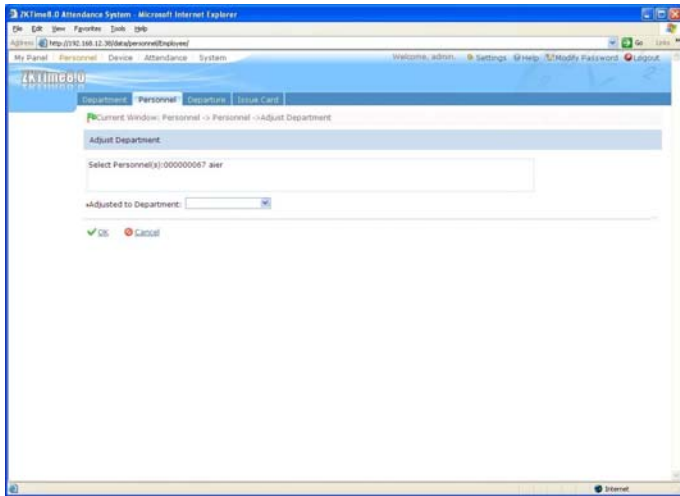 ZKTime8.0 Attendance System - Microsoft Internet Explorer
File Edit View Favorites Tools Help
Address http://192.168.12.38/data/personnel/Employee/ Go Links
My Panel Personnel Device Attendance System Welcome, admin. Settings Help Modify Password Logout
ZKTime8.0
Department Personnel Departure Issue Card
Current Window: Personnel -> Personnel ->Adjust Department
Adjust Department
Select Personnel(s):000000067 aier
Adjusted to Department:
OK Cancel
Internet